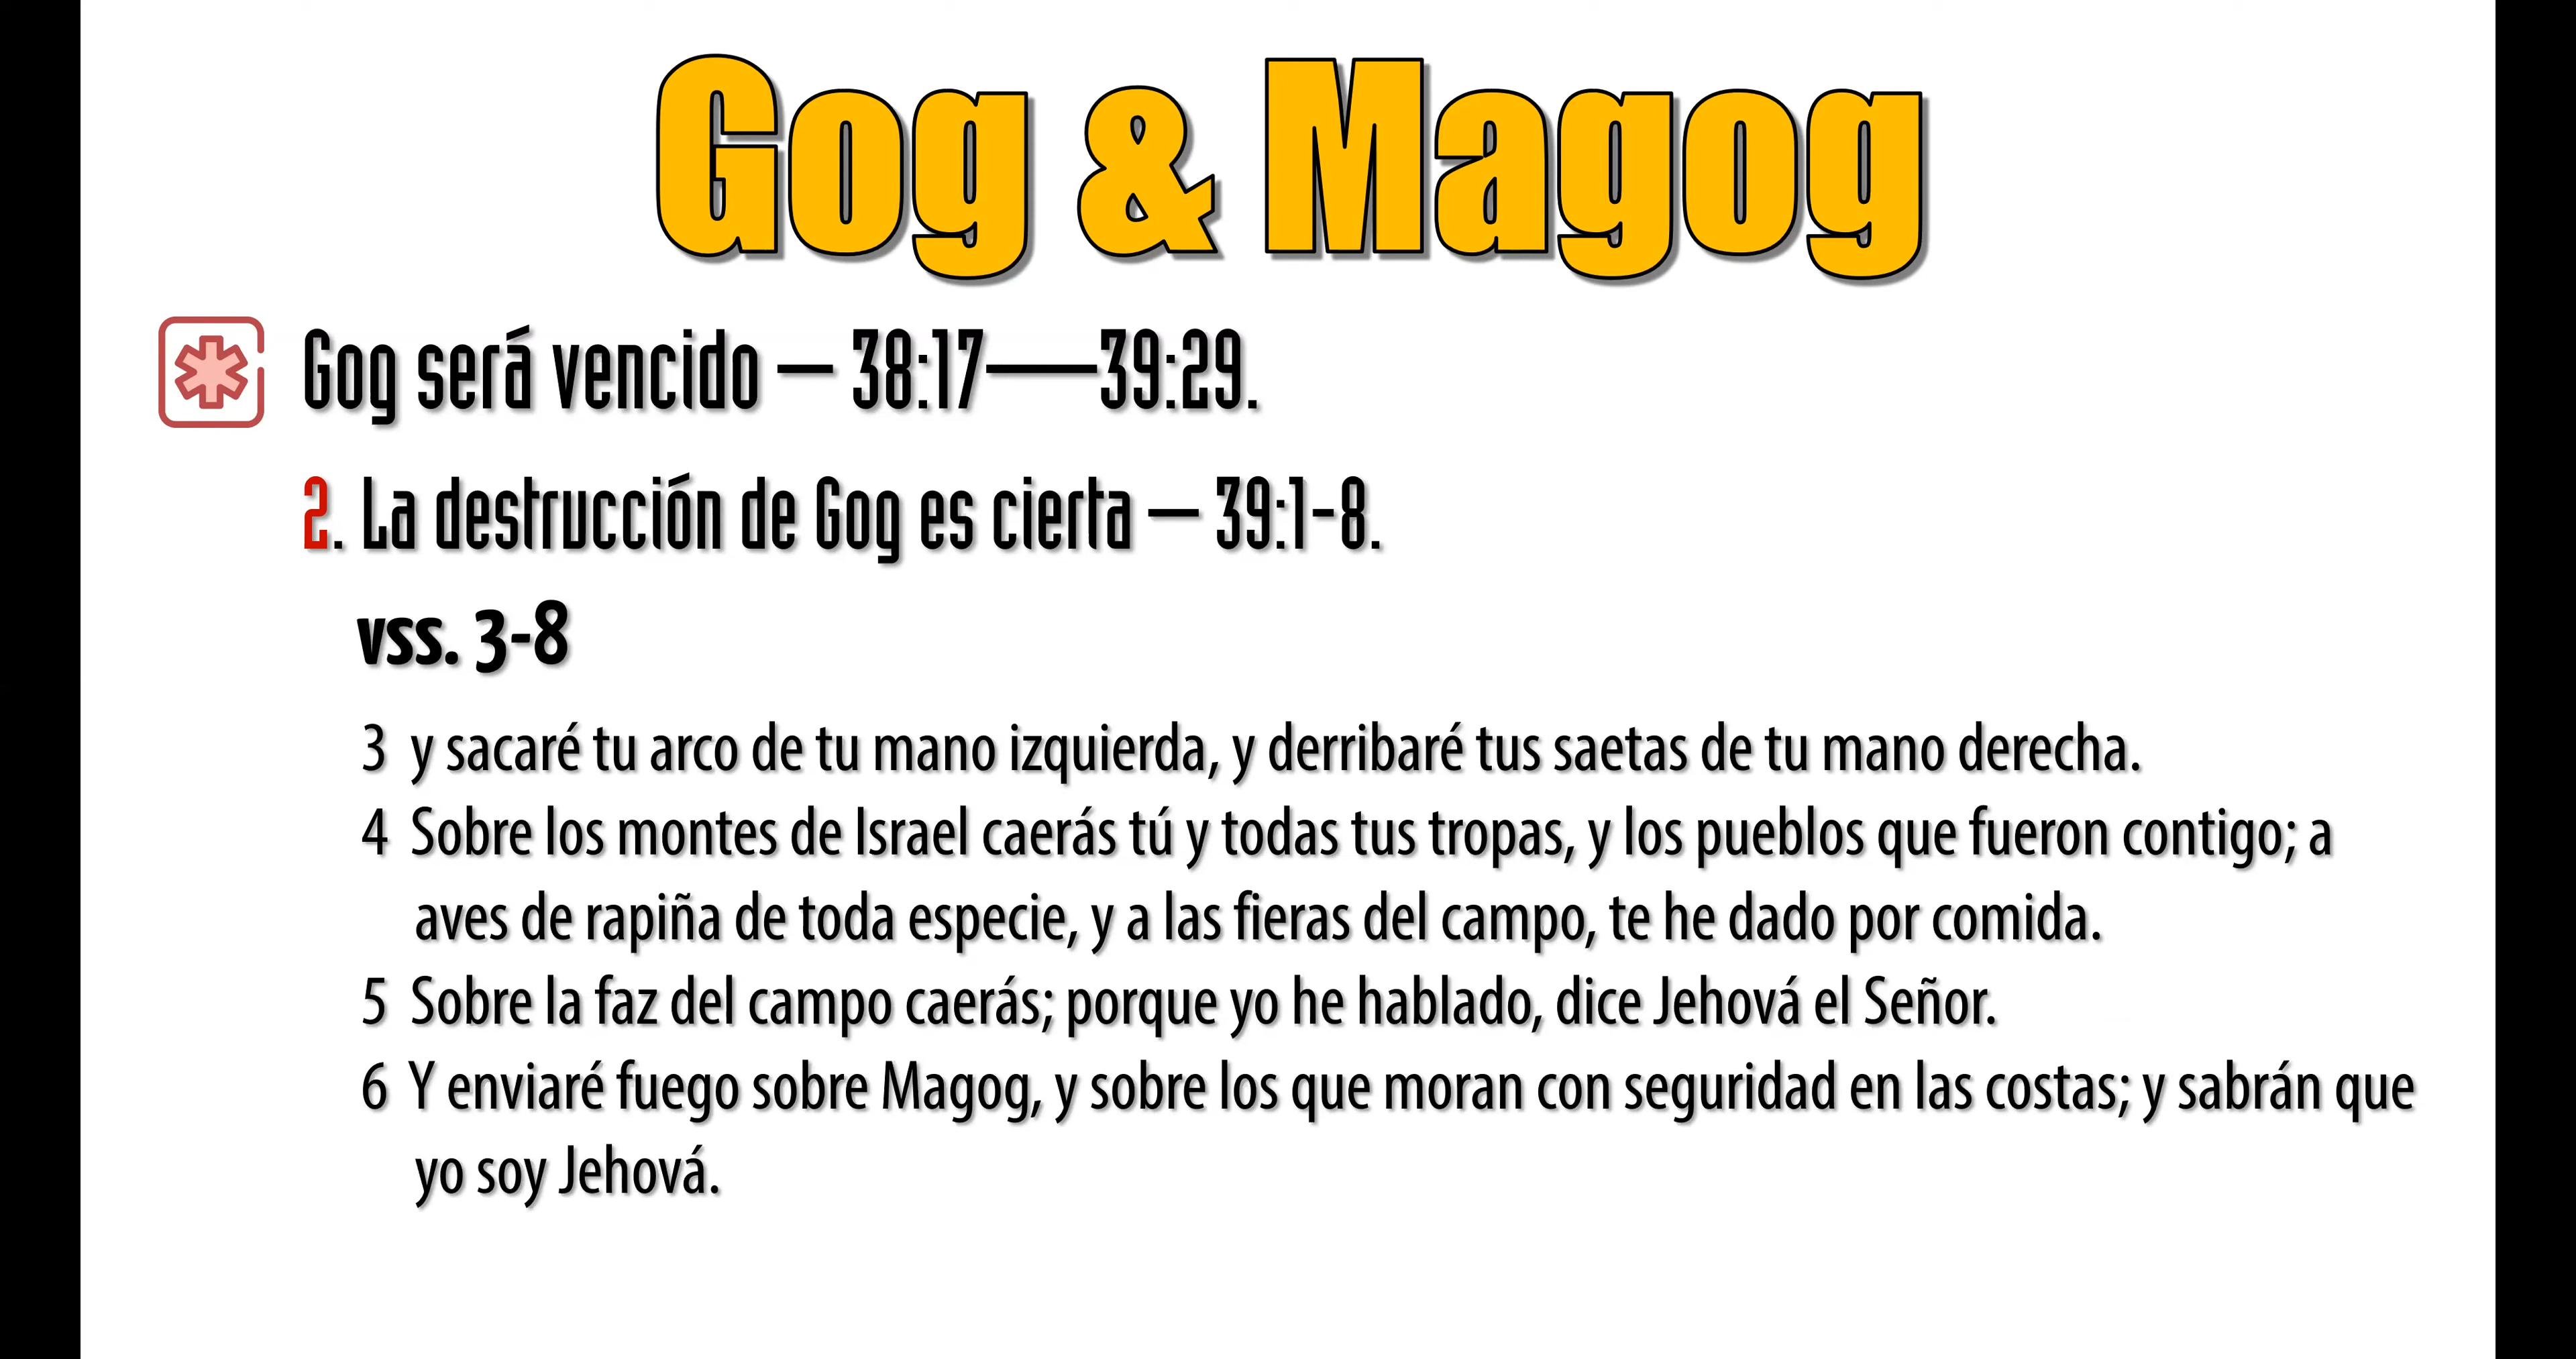 Gog & Magog
Gog será vencido — 38:17——39:29.
2. La destrucción de Gog es cierta — 39:1-8.
vss. 3-8
3 y sacaré tu arco de tu mano izquierda, y derribaré tus saetas de tu mano derecha.
4 Sobre los montes de Israel caerás tú y todas tus tropas, y los pueblos que fueron contigo; a
aves de rapiña de toda especie, y a las fieras del campo, te he dado por comida.
5 Sobre la faz del campo caerás; porque yo he hablado, dice Jehová el Señor.
6 Y enviaré fuego sobre Magog, y sobre los que moran con seguridad en las costas; y sabrán que
yo soy Jehová.